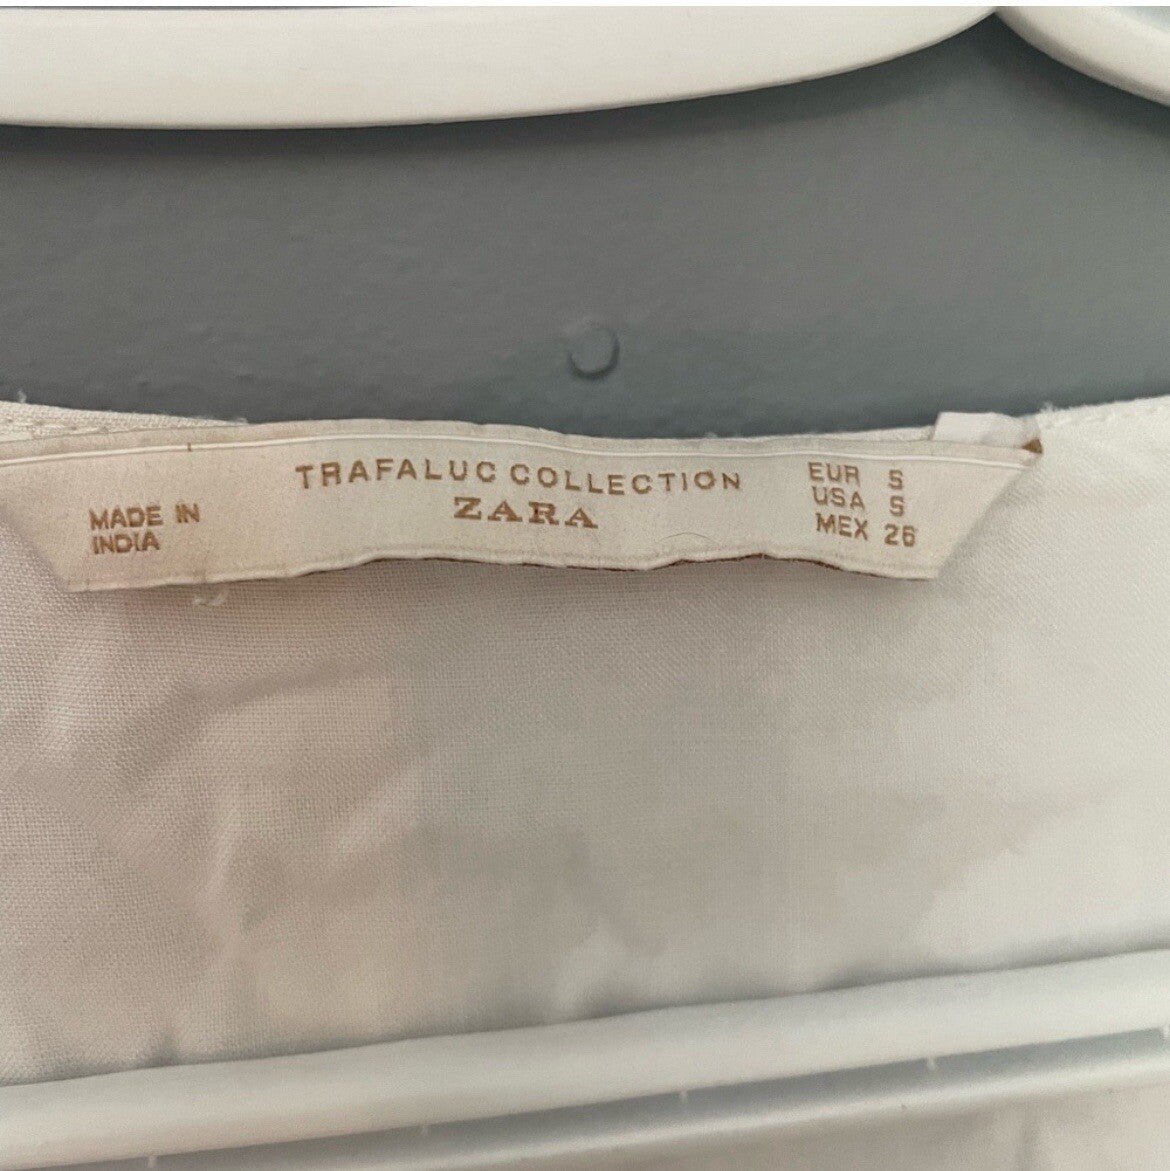 TRAFALUC COLLECTION
ZARA
MADE IN
INDIA
EUR S
USA S
MEX 26